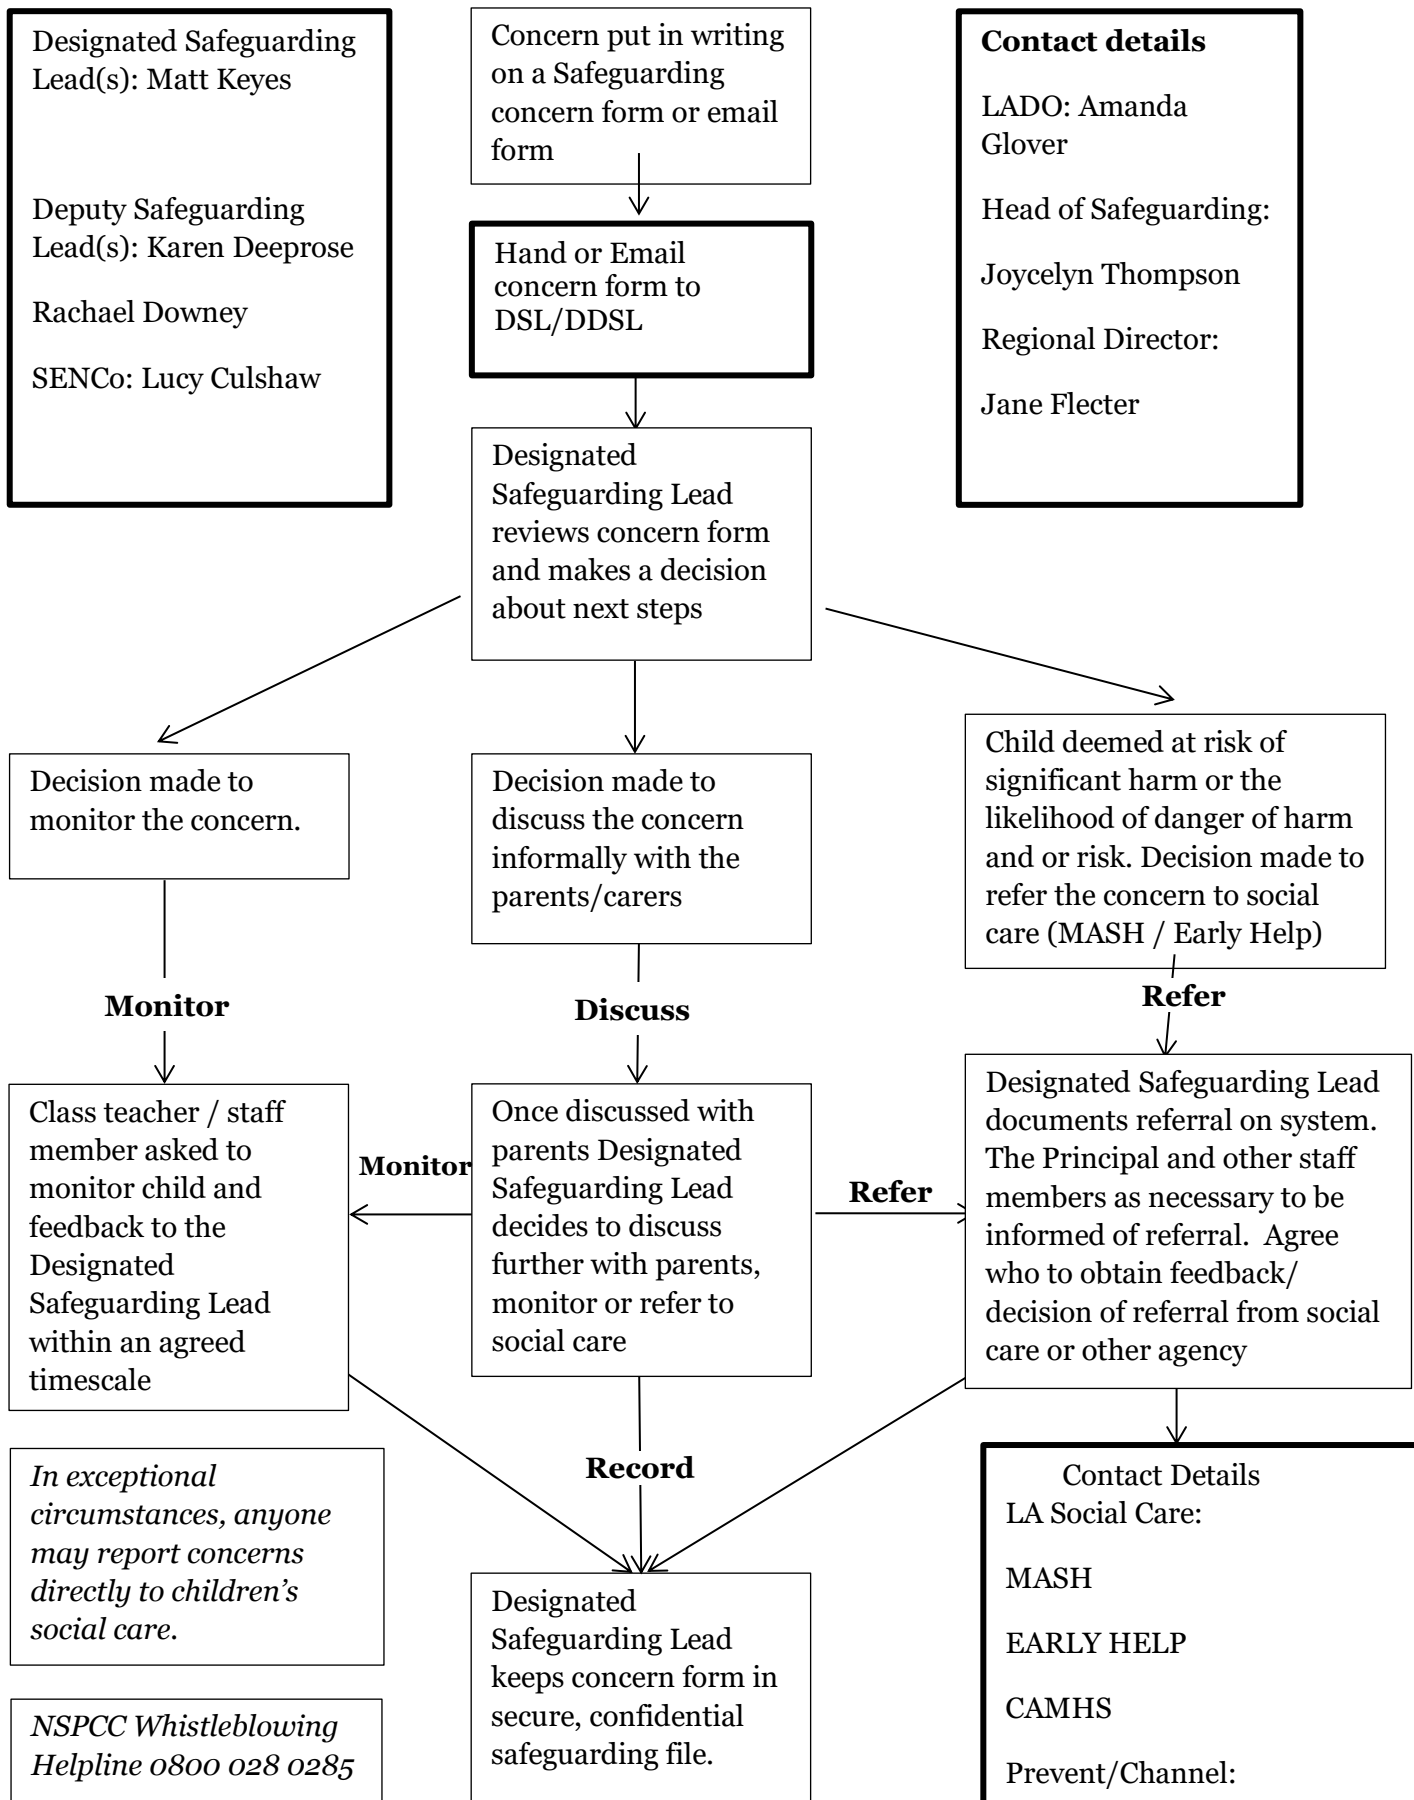 Designated Safeguarding
Lead(s): Matt Keyes
Deputy Safeguarding
Lead(s): Karen Deeprose
Rachael Downey
SENCo: Lucy Culshaw
Concern put in writing
on a Safeguarding
concern form or email
form
Contact details
LADO: Amanda
Glover
Head of Safeguarding:
Joycelyn Thompson
Regional Director:
Jane Flecter
Hand or Email
concern form to
DSL/DDSL
Designated
Safeguarding Lead
reviews concern form
and makes a decision
about next steps
Decision made to
monitor the concern.
Decision made to
discuss the concern
informally with the
parents/carers
Child deemed at risk of
significant harm or the
likelihood of danger of harm
and or risk. Decision made to
refer the concern to social
care (MASH / Early Help)
Monitor
Discuss
Refer
Class teacher / staff
member asked to
monitor child and
feedback to the
Designated
Safeguarding Lead
within an agreed
timescale
Monitor
Once discussed with
parents Designated
Safeguarding Lead
decides to discuss
further with parents,
monitor or refer to
social care
Refer
Designated Safeguarding Lead
documents referral on system.
The Principal and other staff
members as necessary to be
informed of referral.  Agree
who to obtain feedback/
decision of referral from social
care or other agency
In exceptional
circumstances, anyone
may report concerns
directly to children’s
social care.
Record
Contact Details
LA Social Care:
MASH
EARLY HELP
CAMHS
Prevent/Channel:
Designated
Safeguarding Lead
keeps concern form in
secure, confidential
safeguarding file.
NSPCC Whistleblowing
Helpline 0800 028 0285